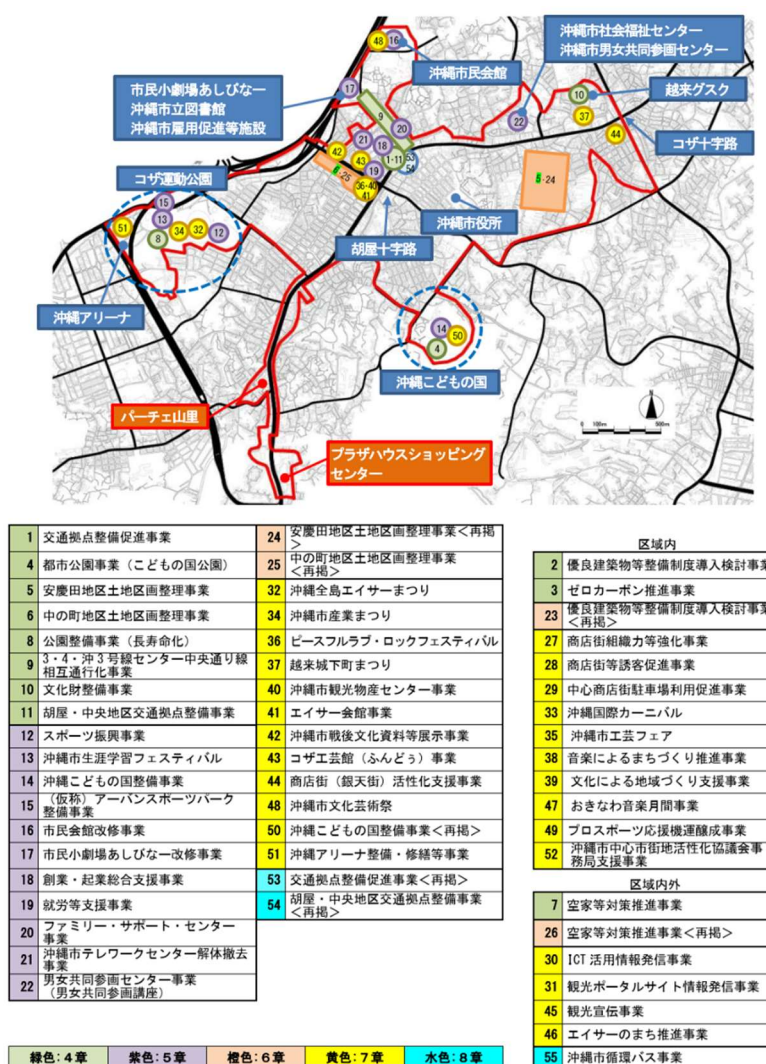 沖縄市社会福祉センター
沖縄市男女共同参画センター
48
16
沖縄市民会館
市民小劇場あしびなー
沖縄市立図書館
沖縄市雇用促進等施設
17
10
越来グスク
9
22
37
20
21
18
44
コザ十字路
42
43
1・11
53
54
19
6・25
36・40
41
5・24
コザ運動公園
15
51
13
8
34
32
12
沖縄市役所
胡屋十字路
沖縄アリーナ
14
50
4
沖縄こどもの国
N
0 100m 500m
パーチェ山里
プラザハウスショッピング
センター
1 交通拠点整備促進事業
4 都市公園事業（こどもの国公園）
5 安慶田地区土地区画整理事業
6 中の町地区土地区画整理事業
8 公園整備事業（長寿命化）
9 3・4・沖3号線センター中央通り線
相互通行化事業
10 文化財整備事業
11 胡屋・中央地区交通拠点整備事業
12 スポーツ振興事業
13 沖縄市生涯学習フェスティバル
14 沖縄こどもの国整備事業
15 （仮称）アーバンスポーツパーク
整備事業
16 市民会館改修事業
17 市民小劇場あしびなー改修事業
18 創業・起業総合支援事業
19 就労等支援事業
20 ファミリー・サポート・センター
事業
21 沖縄市テレワークセンター解体撤去
事業
22 男女共同参画センター事業
（男女共同参画講座）
24 安慶田地区土地区画整理事業＜再掲
＞
25 中の町地区土地区画整理事業
＜再掲＞
32 沖縄全島エイサーまつり
34 沖縄市産業まつり
36 ピースフルラブ・ロックフェスティバル
37 越来城下町まつり
40 沖縄市観光物産センター事業
41 エイサー会館事業
42 沖縄市戦後文化資料等展示事業
43 コザ工芸館（ふんどぅ）事業
44 商店街（銀天街）活性化支援事業
48 沖縄市文化芸術祭
50 沖縄こどもの国整備事業＜再掲＞
51 沖縄アリーナ整備・修繕等事業
53 交通拠点整備促進事業＜再掲＞
54 胡屋・中央地区交通拠点整備事業
＜再掲＞
区域内
2 優良建築物等整備制度導入検討事業
3 ゼロカーボン推進事業
23 優良建築物等整備制度導入検討事業
＜再掲＞
27 商店街組織力等強化事業
28 商店街等誘客促進事業
29 中心商店街駐車場利用促進事業
33 沖縄国際カーニバル
35 沖縄市工芸フェア
38 音楽によるまちづくり推進事業
39 文化による地域づくり支援事業
47 おきなわ音楽月間事業
49 プロスポーツ応援機運醸成事業
52 沖縄市中心市街地活性化協議会事
務局支援事業
区域内外
7 空家等対策推進事業
26 空家等対策推進事業＜再掲＞
30 ICT 活用情報発信事業
31 観光ポータルサイト情報発信事業
45 観光宣伝事業
46 エイサーのまち推進事業
55 沖縄市循環バス事業
緑色：4章 紫色：5章 橙色：6章 黄色：7章 水色：8章